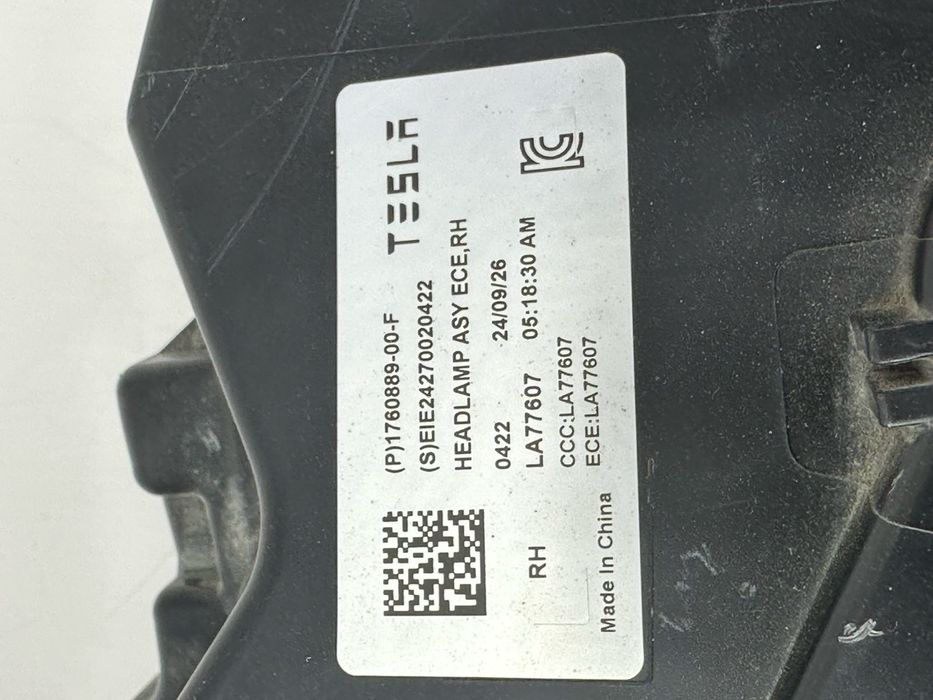 (P)1760889-00-F
TESLA
(S)EIE24270020422
HEADLAMP ASY ECE,RH
0422 24/09/26
LA77607 05:18:30 AM
CCC:LA77607
ECE:LA77607
RH
Made In China